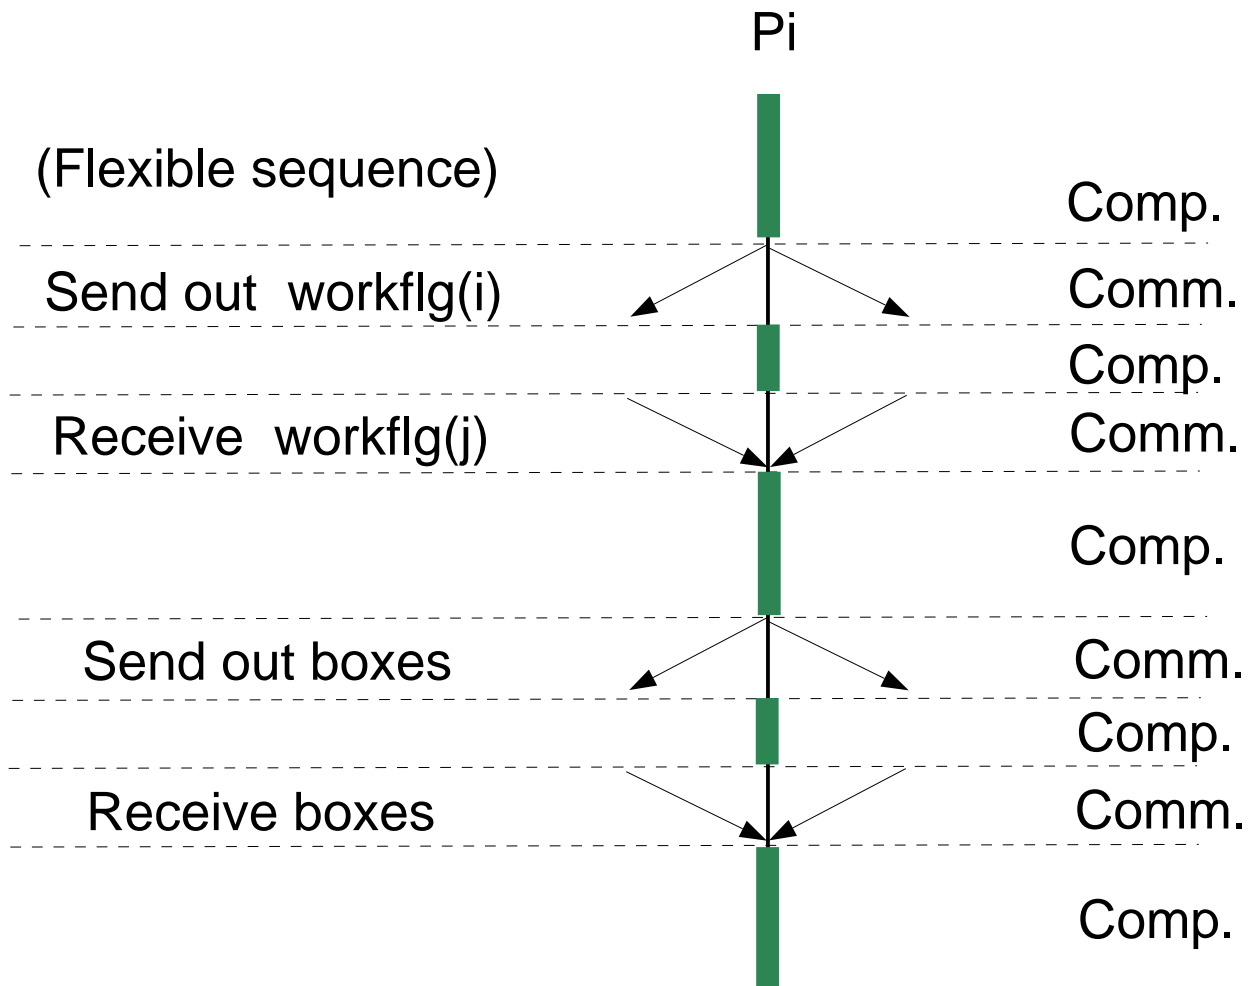 Pi
(Flexible sequence)
Comp.
Send out workflg(i)
Comm.
Comp.
Receive workflg(j)
Comm.
Comp.
Send out boxes
Comm.
Comp.
Receive boxes
Comm.
Comp.